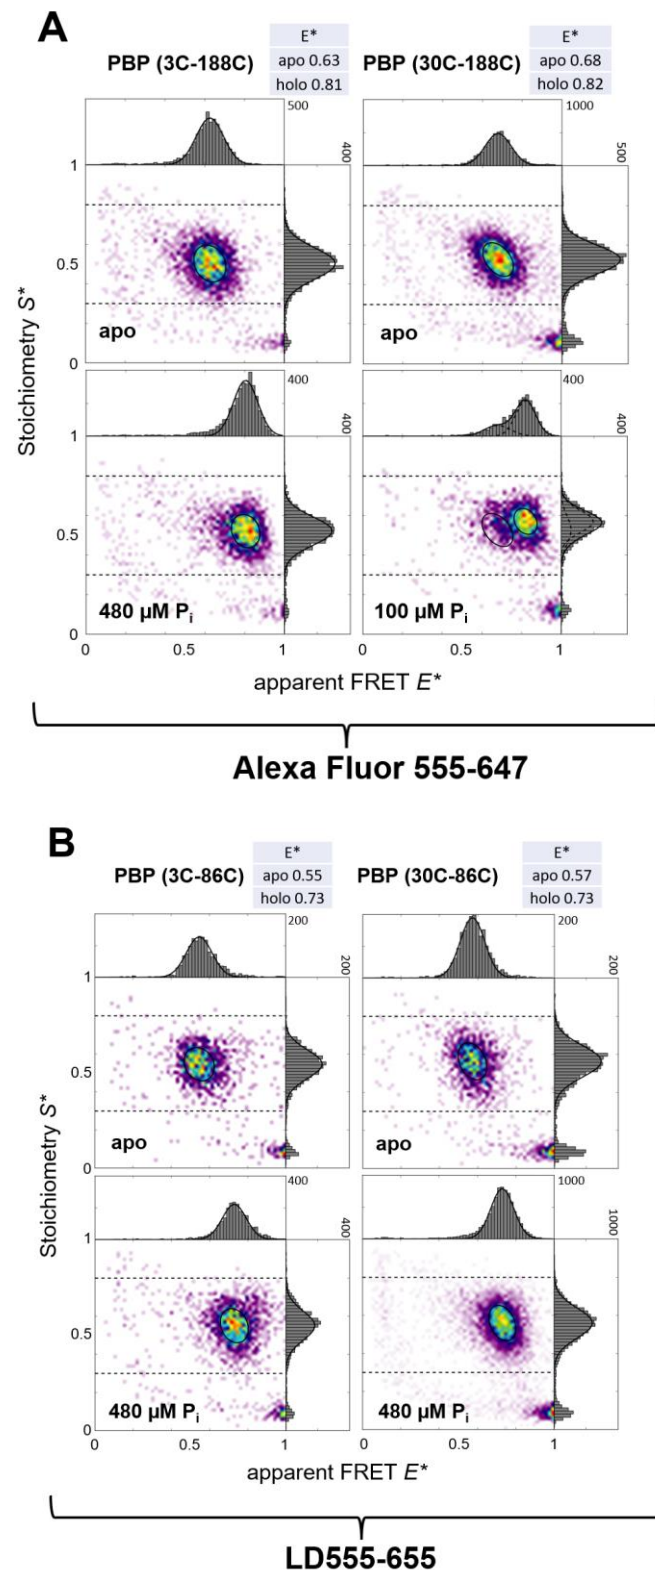 A
PBP (3C-188C)
E*
apo 0.63
holo 0.81
PBP (30C-188C)
E*
apo 0.68
holo 0.82
500
400
1000
500
1
0.5
0
apo
apo
Stoichiometry S*
400
400
400
400
1
0.5
0
480 µM Pi
100 µM Pi
0 0.5 1 0 0.5 1
apparent FRET E*
Alexa Fluor 555-647
B
PBP (3C-86C)
E*
apo 0.55
holo 0.73
PBP (30C-86C)
E*
apo 0.57
holo 0.73
200
200
200
200
1
0.5
0
apo
apo
Stoichiometry S*
400
400
1000
1000
1
0.5
0
480 µM Pi
480 µM Pi
0 0.5 1 0 0.5 1
apparent FRET E*
LD555-655